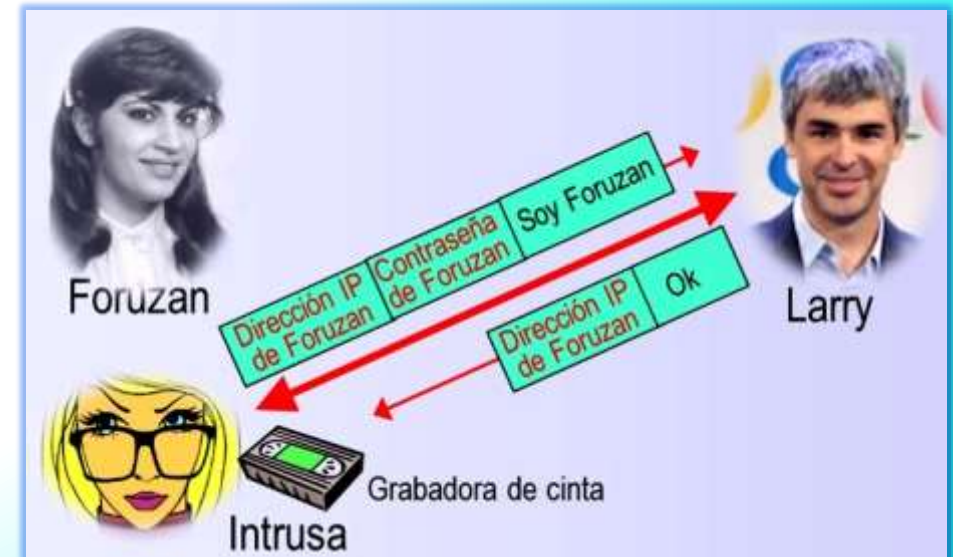 Foruzan
Dirección IP
de Foruzan
Contraseña
de Foruzan
Soy Foruzan
Dirección IP
de Foruzan
Ok
Larry
Grabadora de cinta
Intrusa